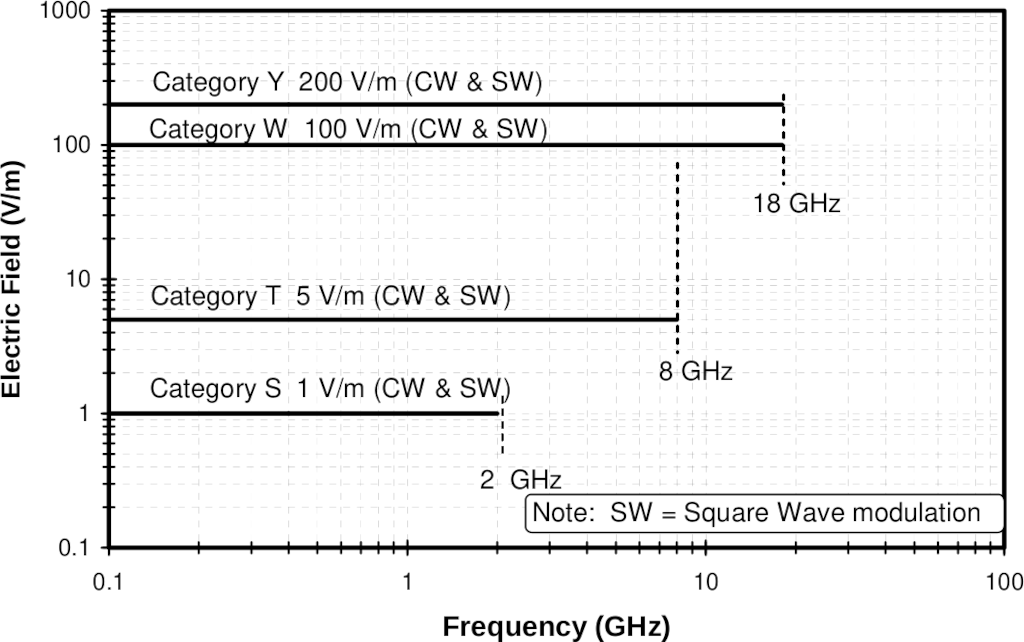 1000
Category Y  200 V/m (CW & SW)
Category W  100 V/m (CW & SW)
100
18 GHz
Electric Field (V/m)
10
Category T  5 V/m (CW & SW)
8 GHz
Category S  1 V/m (CW & SW)
1
2  GHz
Note:  SW = Square Wave modulation
0.1
0.1 1 10 100
Frequency (GHz)